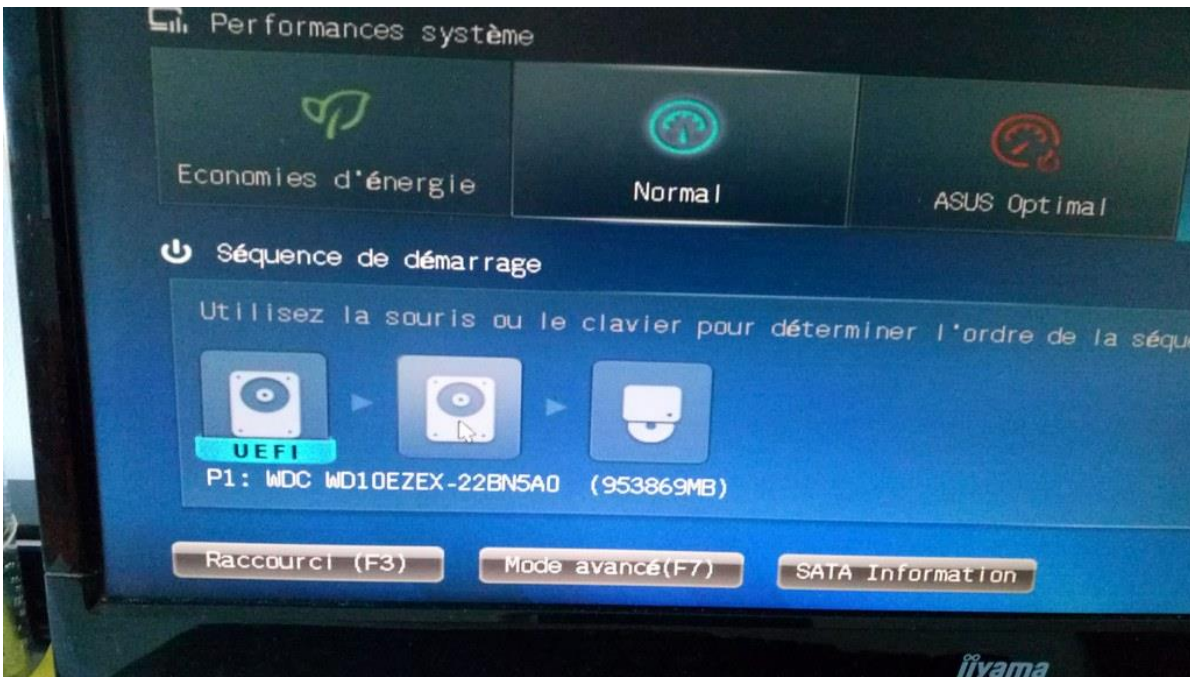 Performances système
Economies d'énergie
Normal
ASUS Optimal
Séquence de démarrage
Utilisez la souris ou le clavier pour déterminer l'ordre de la séqu
UEFI
P1: WDC WD10EZEX-22BN5A0 (953869MB)
Raccourci (F3)
Mode avancé(F7)
SATA Information
iiyama